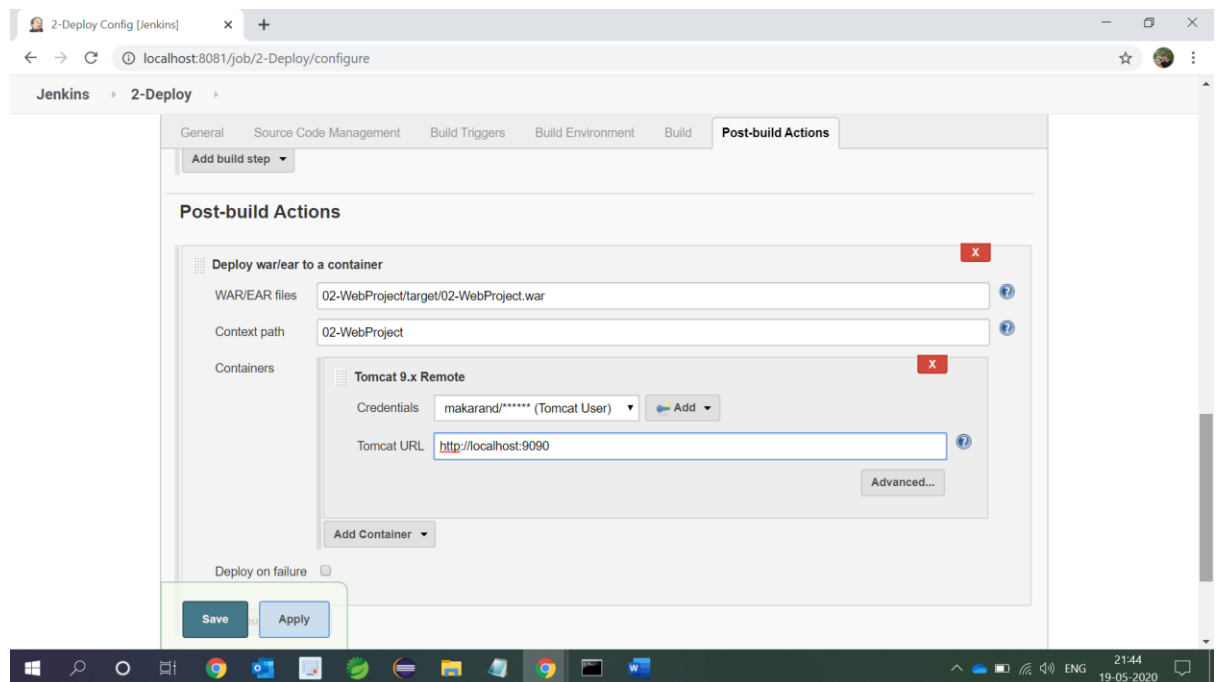 2-Deploy Config [Jenkins]
localhost:8081/job/2-Deploy/configure
Jenkins 2-Deploy
General Source Code Management Build Triggers Build Environment Build Post-build Actions
Add build step
Post-build Actions
X
Deploy war/ear to a container
WAR/EAR files 02-WebProject/target/02-WebProject.war
Context path 02-WebProject
Containers
X
Tomcat 9.x Remote
Credentials makarand/****** (Tomcat User) Add
Tomcat URL http://localhost:9090
Advanced...
Add Container
Deploy on failure
Save Apply
ENG 21:44
19-05-2020